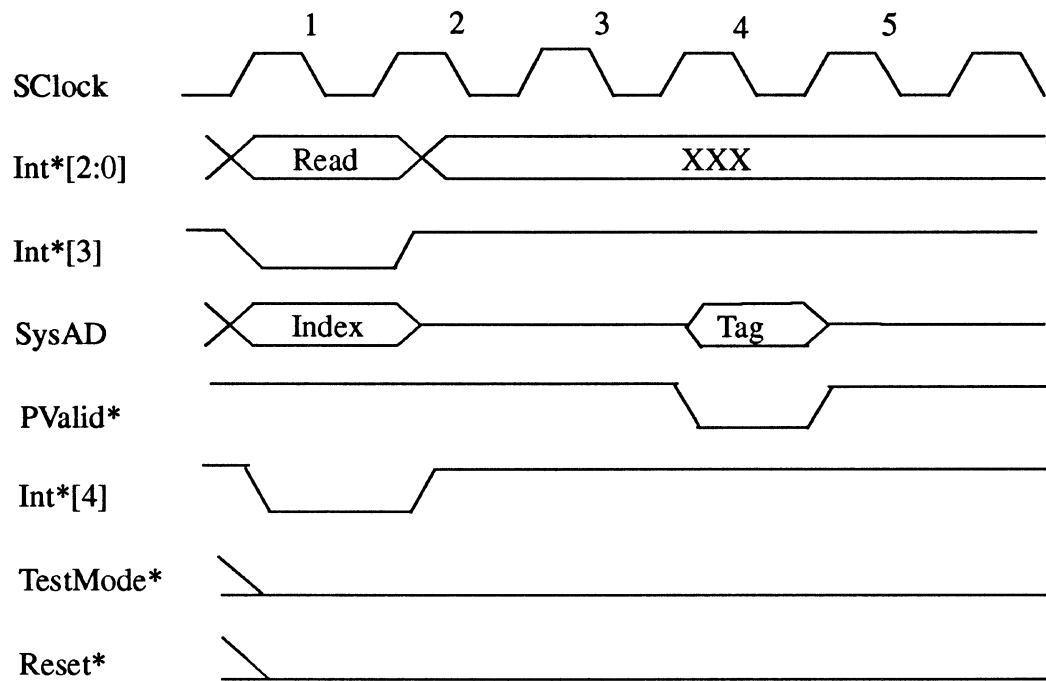 1 2 3 4 5
SClock
Int*[2:0] Read XXX
Int*[3]
SysAD Index Tag
PValid*
Int*[4]
TestMode*
Reset*